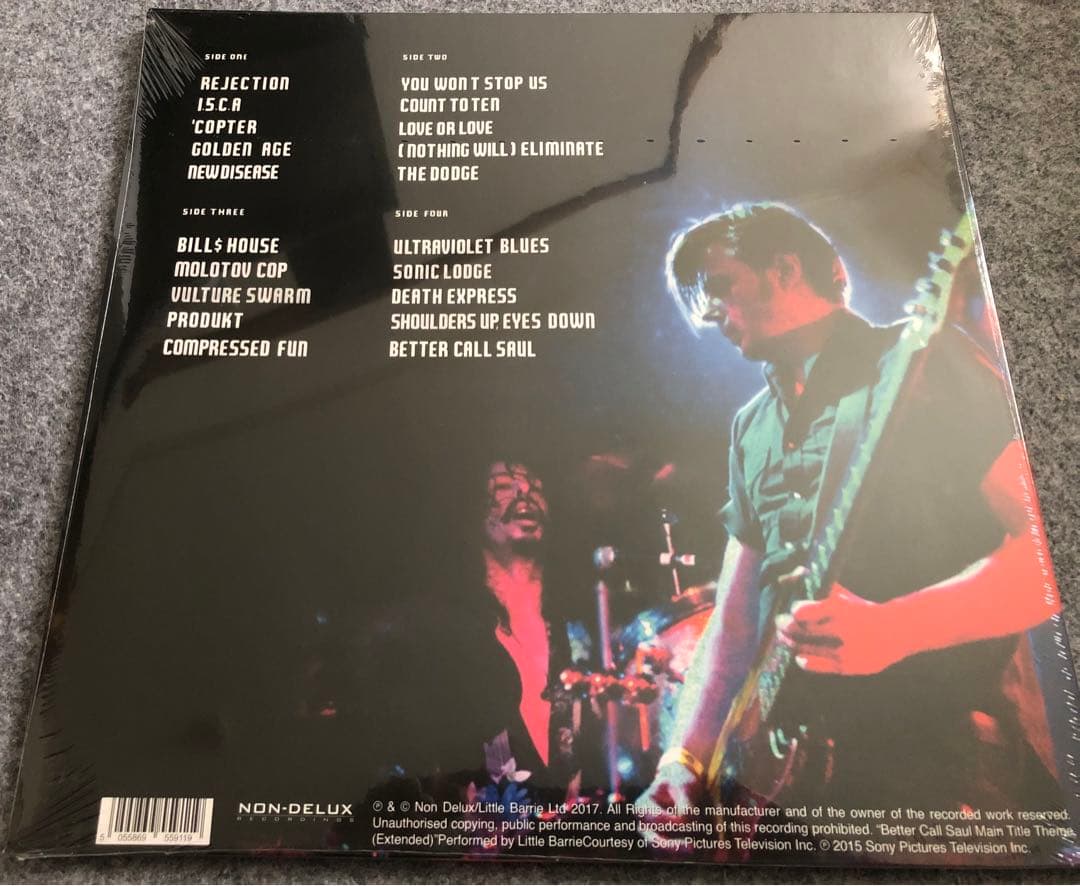 SIDE ONE
REJECTION
I.5.C.A
'COPTER
GOLDEN AGE
NEW DISEASE
SIDE TWO
YOU WON T STOP US
COUNT TO TEN
LOVE OR LOVE
(NOTHING WILL) ELIMINATE
THE DODGE
SIDE THREE
BILL$ HOUSE
MOLOTOV COP
VULTURE SWARM
PRODUKT
COMPRESSED FUN
SIDE FOUR
ULTRAVIOLET BLUES
SONIC LODGE
DEATH EXPRESS
SHOULDERS UP, EYES DOWN
BETTER CALL SAUL
5 055869 559119
NON-DELUX
RECORDINGS
℗ & © Non Delux/Little Barrie Ltd 2017. All Rights of the manufacturer and of the owner of the recorded work reserved.
Unauthorised copying, public performance and broadcasting of this recording prohibited. "Better Call Saul Main Title Theme
(Extended)"Performed by Little BarrieCourtesy of Sony Pictures Television Inc. ℗ 2015 Sony Pictures Television Inc.